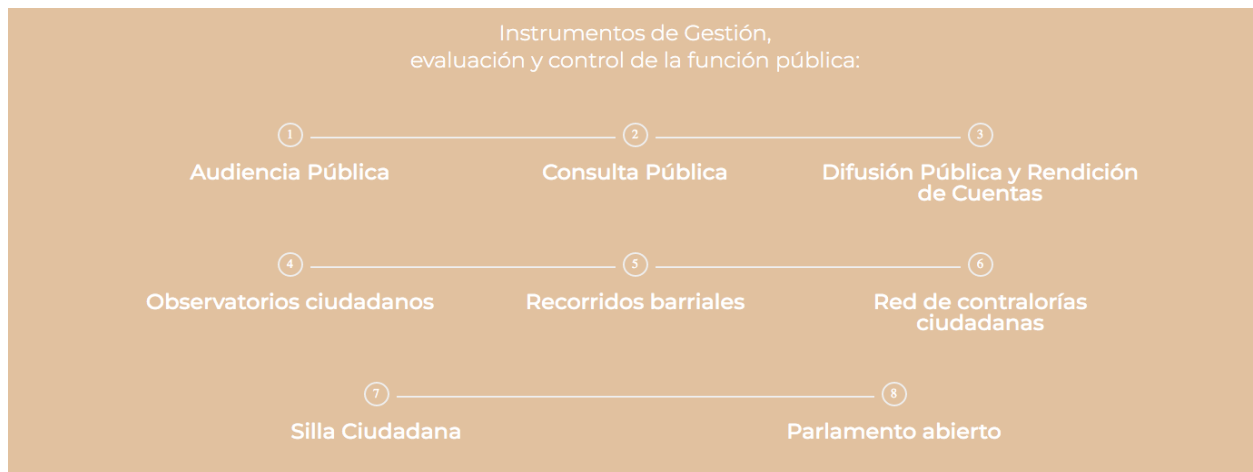 Instrumentos de Gestión,
evaluación y control de la función pública:
1
2
3
Audiencia Pública
Consulta Pública
Difusión Pública y Rendición
de Cuentas
4
5
6
Observatorios ciudadanos
Recorridos barriales
Red de contralorías
ciudadanas
7
8
Silla Ciudadana
Parlamento abierto